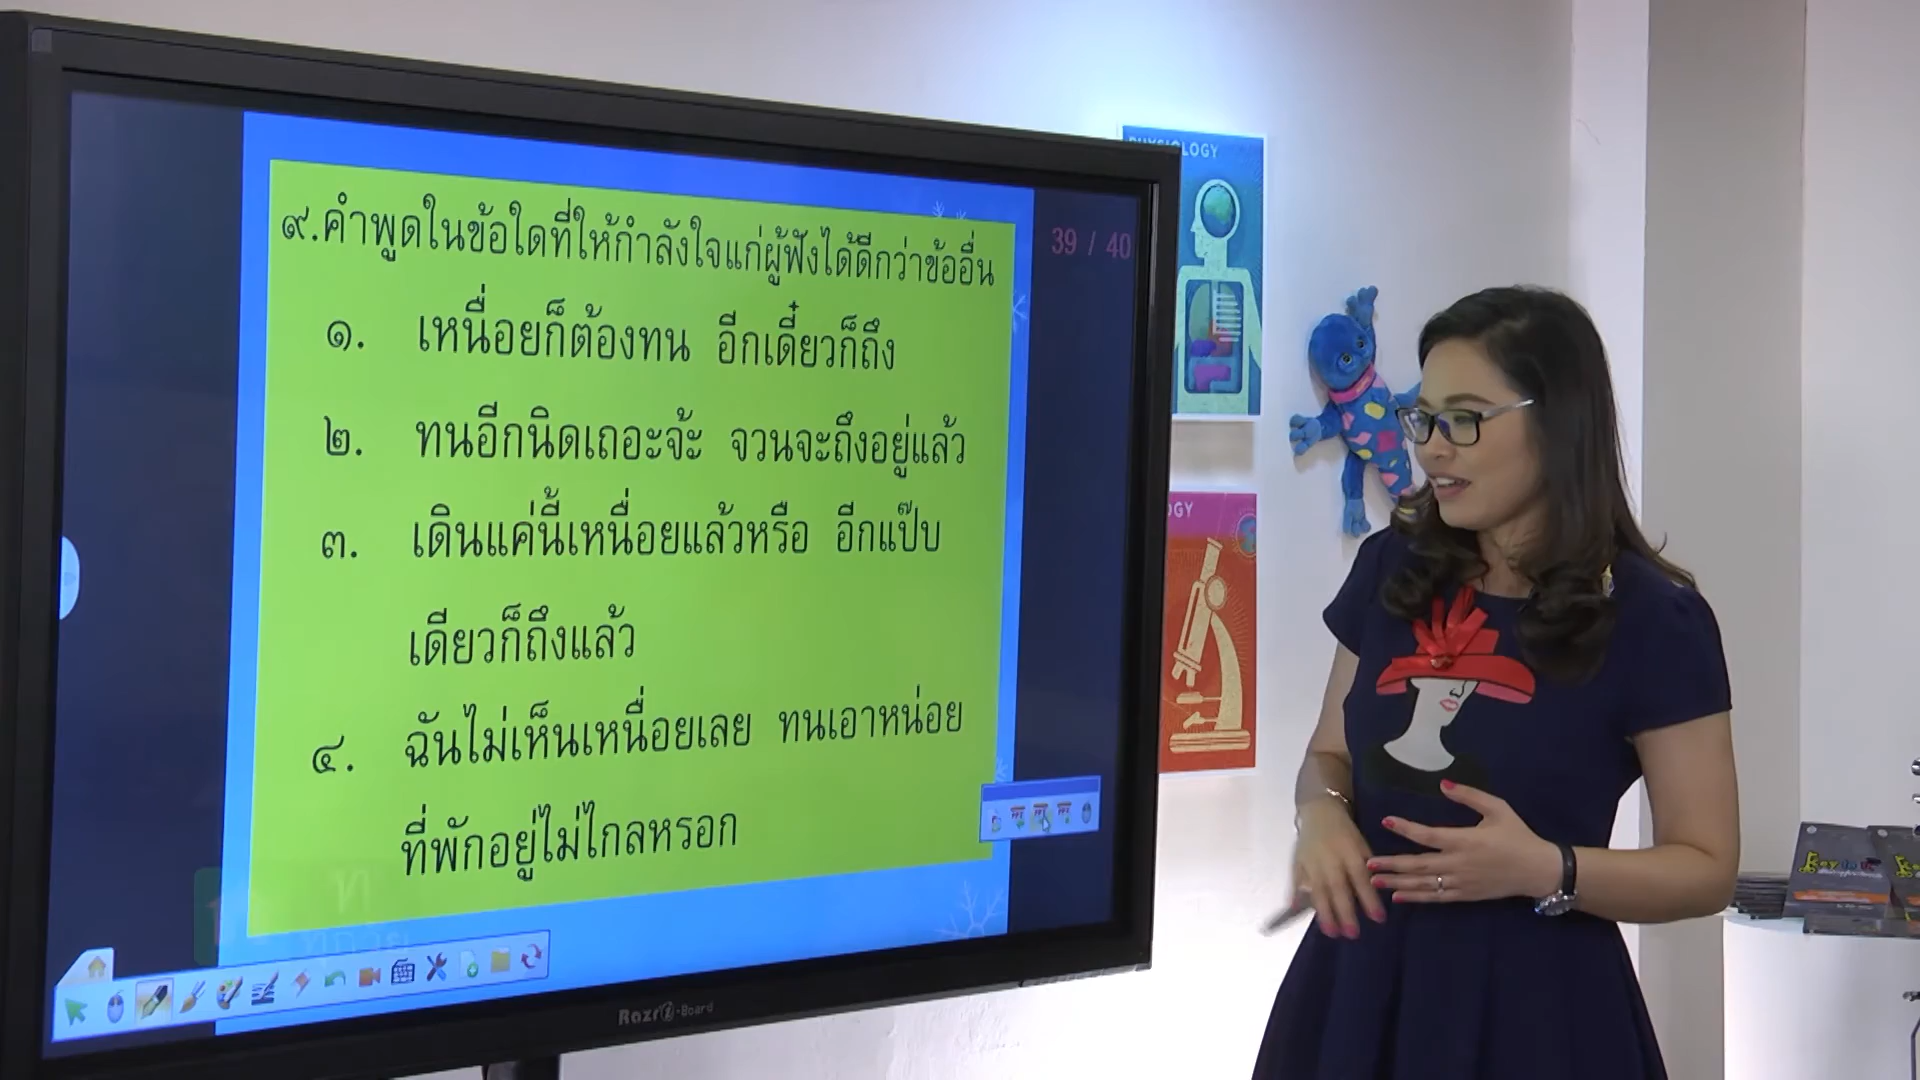 ๙.คำพูดในข้อใดที่ให้กำลังใจแก่ผู้ฟังได้ดีกว่าข้ออื่น
39 / 40
๑. เหนื่อยก็ต้องทน อีกเดี๋ยวก็ถึง
๒. ทนอีกนิดเถอะจ้ะ จวนจะถึงอยู่แล้ว
๓. เดินแค่นี้เหนื่อยแล้วหรือ อีกแป๊บ
เดียวก็ถึงแล้ว
๔. ฉันไม่เห็นเหนื่อยเลย ทนเอาหน่อย
ที่พักอยู่ไม่ไกลหรอก
Razr i-Board